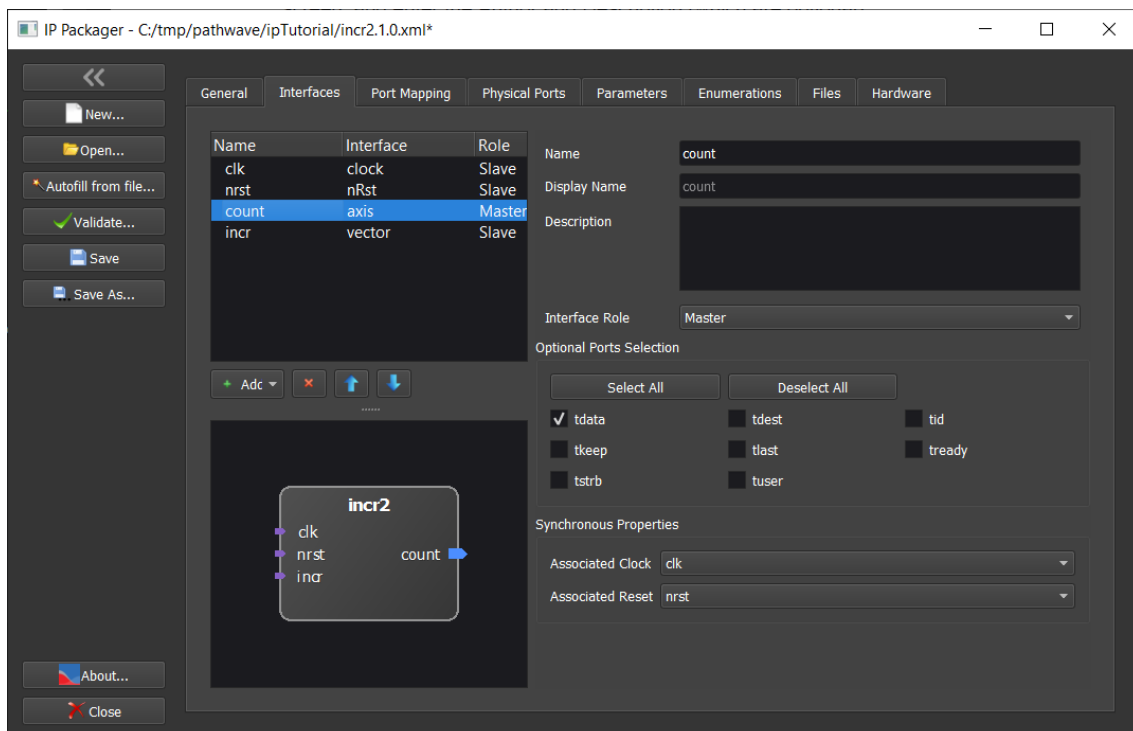 IP Packager - C:/tmp/pathwave/ipTutorial/incr2.1.0.xml*
New...
Open...
Autofill from file...
Validate...
Save
Save As...
About...
Close
General Interfaces Port Mapping Physical Ports Parameters Enumerations Files Hardware
Name Interface Role
clk clock Slave
nrst nRst Slave
count axis Master
incr vector Slave
+ Adc
incr2
clk
nrst count
incr
Name count
Display Name count
Description
Interface Role Master
Optional Ports Selection
Select All Deselect All
tdata tdest tid
tkeep tlast tready
tstrb tuser
Synchronous Properties
Associated Clock clk
Associated Reset nrst